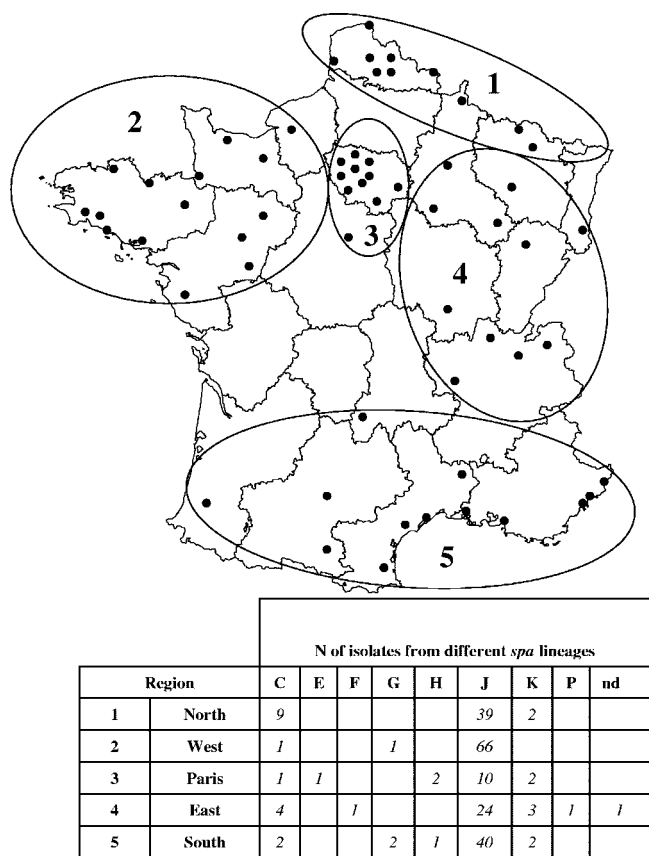 1
2
3
4
5
N of isolates from different spa lineages
Region C E F G H J K P nd
1 North 9 39 2
2 West 1 1 66
3 Paris 1 1 2 10 2
4 East 4 1 24 3 1 1
5 South 2 2 1 40 2